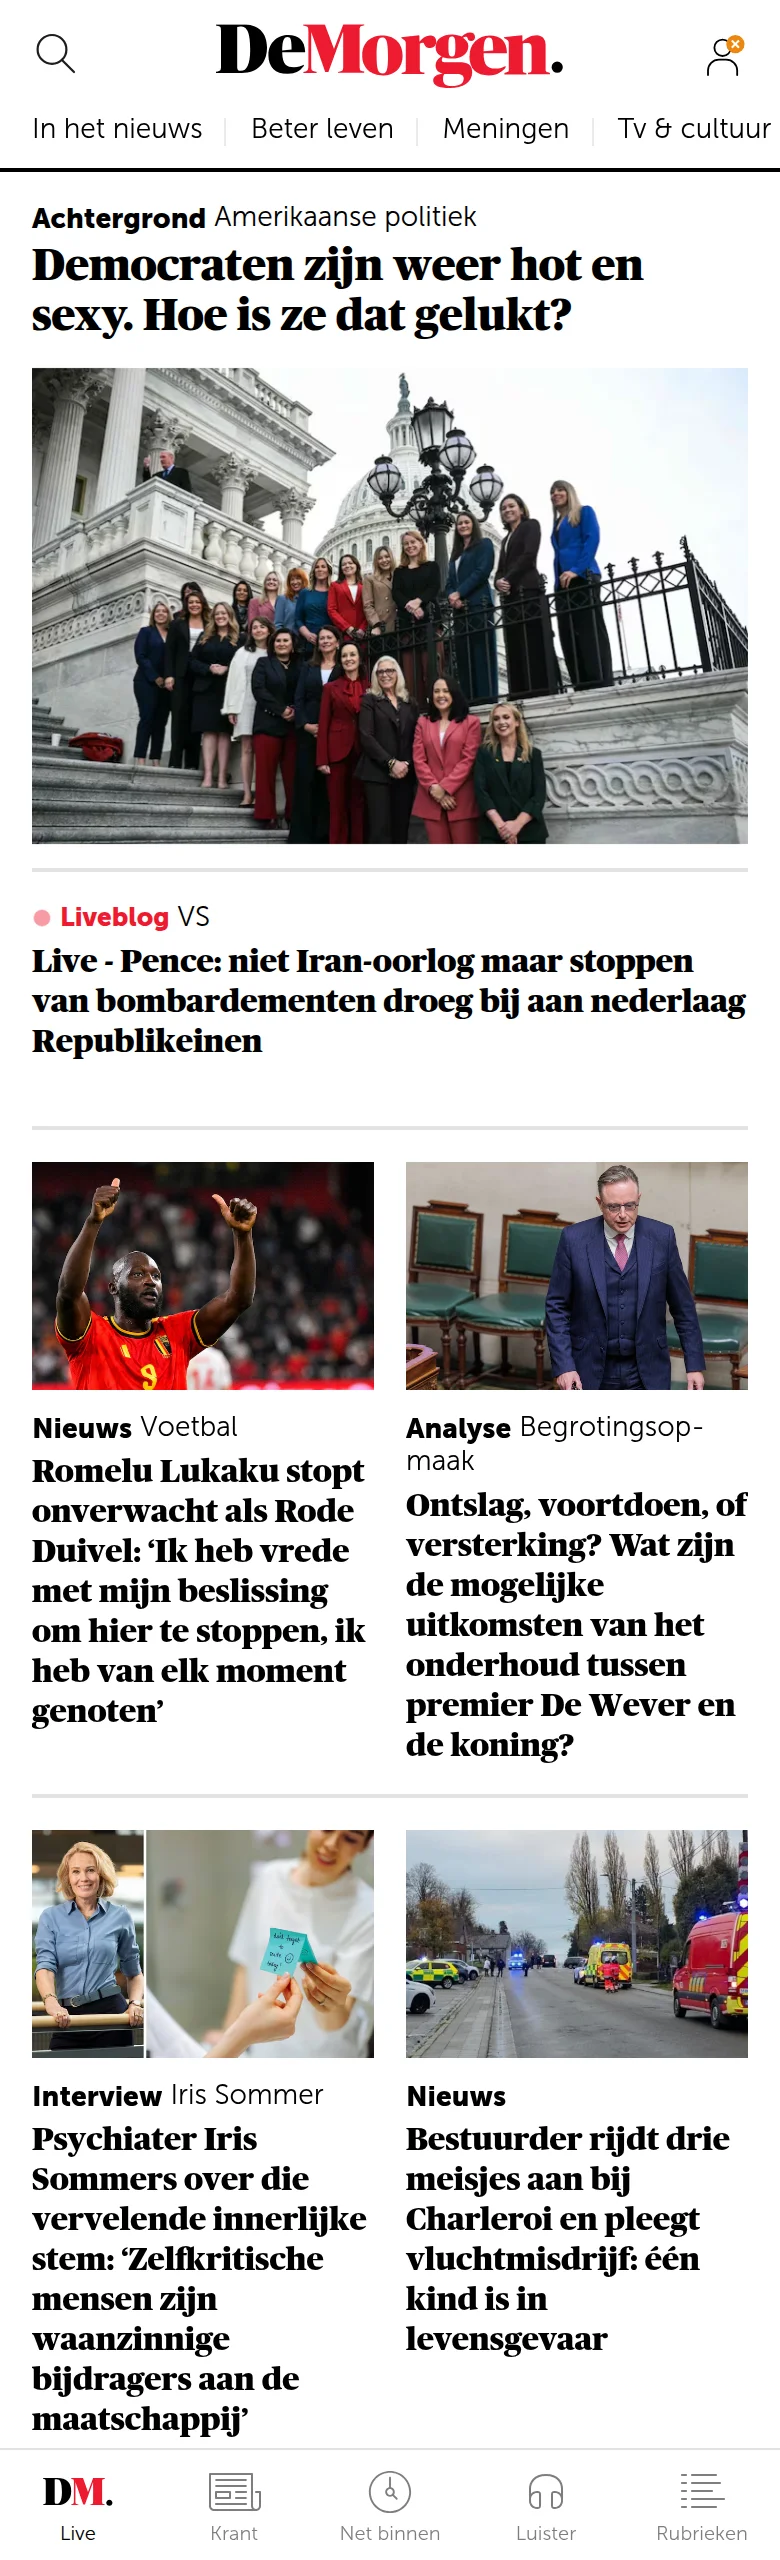 DeMorgen.
In het nieuws
Beter leven
Meningen
Tv & cultuur
Achtergrond Amerikaanse politiek
Democraten zijn weer hot en
sexy. Hoe is ze dat gelukt?
Liveblog VS
Live - Pence: niet Iran-oorlog maar stoppen
van bombardementen droeg bij aan nederlaag
Republikeinen
9
Nieuws Voetbal
Romelu Lukaku stopt
onverwacht als Rode
Duivel: ‘Ik heb vrede
met mijn beslissing
om hier te stoppen, ik
heb van elk moment
genoten’
Analyse Begrotingsop-
maak
Ontslag, voortdoen, of
versterking? Wat zijn
de mogelijke
uitkomsten van het
onderhoud tussen
premier De Wever en
de koning?
Interview Iris Sommer
Psychiater Iris
Sommers over die
vervelende innerlijke
stem: ‘Zelfkritische
mensen zijn
waanzinnige
bijdragers aan de
maatschappij’
Nieuws
Bestuurder rijdt drie
meisjes aan bij
Charleroi en pleegt
vluchtmisdrijf: één
kind is in
levensgevaar
DM.
Live
Krant
Net binnen
Luister
Rubrieken